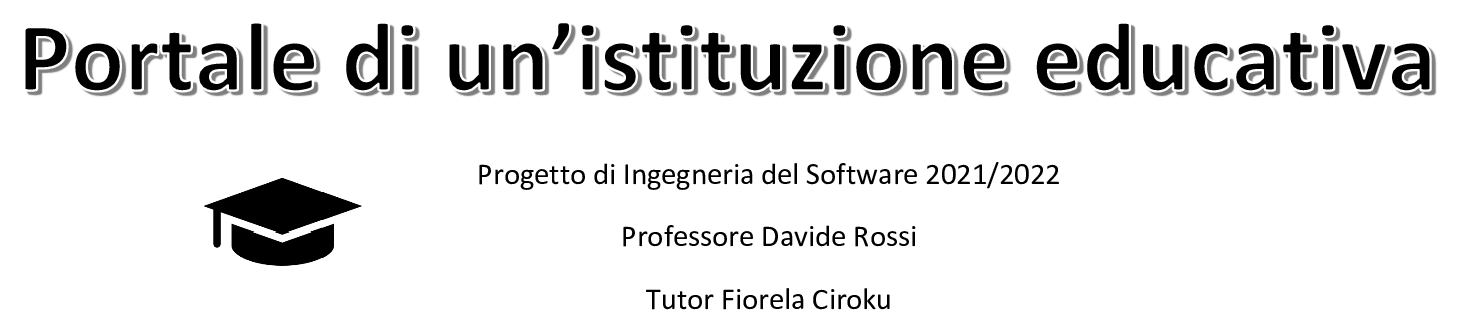 Portale di un’istituzione educativa
Progetto di Ingegneria del Software 2021/2022
Professore Davide Rossi
Tutor Fiorela Ciroku